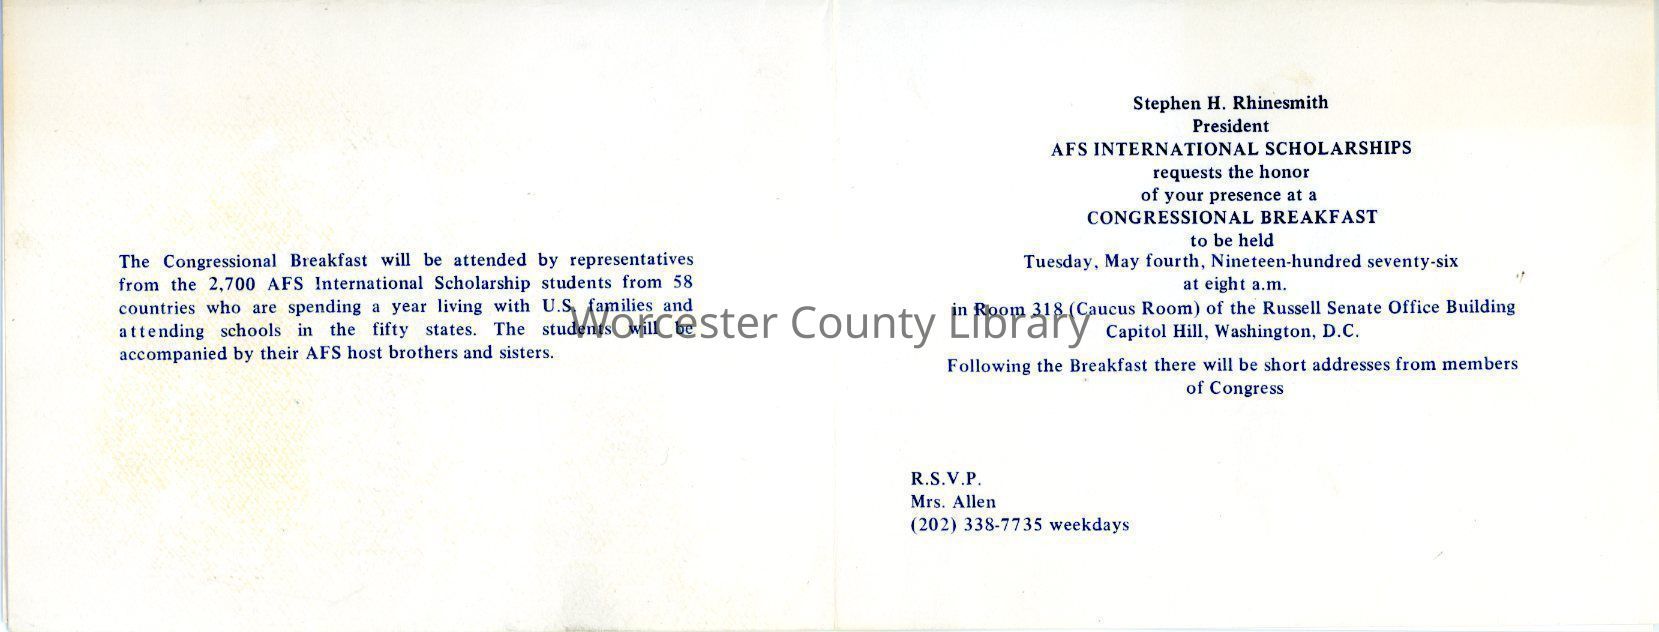 The Congressional Breakfast will be attended by representatives
from the 2,700 AFS International Scholarship students from 58
countries who are spending a year living with U.S. families and
attending schools in the fifty states. The students will be
accompanied by their AFS host brothers and sisters.
Worcester County Library
Stephen H. Rhinesmith
President
AFS INTERNATIONAL SCHOLARSHIPS
requests the honor
of your presence at a
CONGRESSIONAL BREAKFAST
to be held
Tuesday, May fourth, Nineteen-hundred seventy-six
at eight a.m.
in Room 318 (Caucus Room) of the Russell Senate Office Building
Capitol Hill, Washington, D.C.
Following the Breakfast there will be short addresses from members
of Congress
R.S.V.P.
Mrs. Allen
(202) 338-7735 weekdays